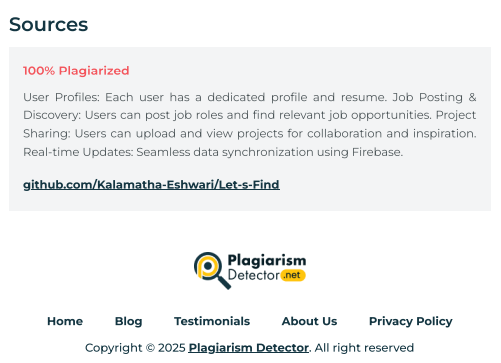 Sources
100% Plagiarized
User Profiles: Each user has a dedicated profile and resume. Job Posting &
Discovery: Users can post job roles and find relevant job opportunities. Project
Sharing: Users can upload and view projects for collaboration and inspiration.
Real-time Updates: Seamless data synchronization using Firebase.
github.com/Kalamatha-Eshwari/Let-s-Find
Plagiarism
Detector.net
Home Blog Testimonials About Us Privacy Policy
Copyright © 2025 Plagiarism Detector. All right reserved